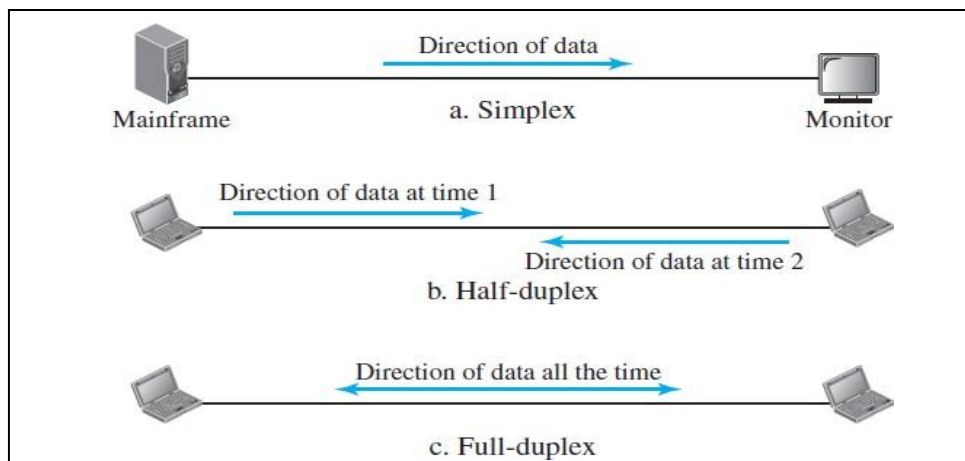 Direction of data
Mainframe
a. Simplex
Monitor
Direction of data at time 1
Direction of data at time 2
b. Half-duplex
Direction of data all the time
c. Full-duplex